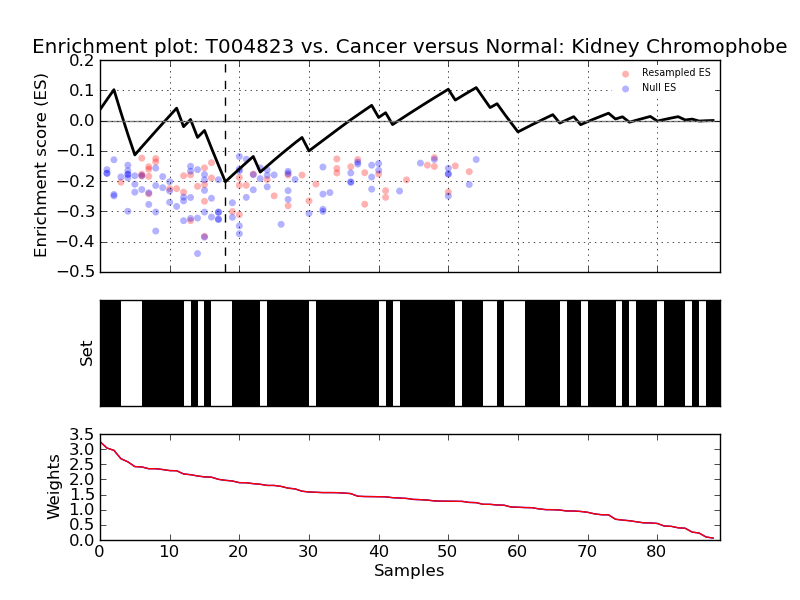 Enrichment plot: T004823 vs. Cancer versus Normal: Kidney Chromophobe
Enrichment score (ES)
0.2
0.1
0.0
−0.1
−0.2
−0.3
−0.4
−0.5
Resampled ES
Null ES
Set
Weights
3.5
3.0
2.5
2.0
1.5
1.0
0.5
0.0
0 10 20 30 40 50 60 70 80
Samples